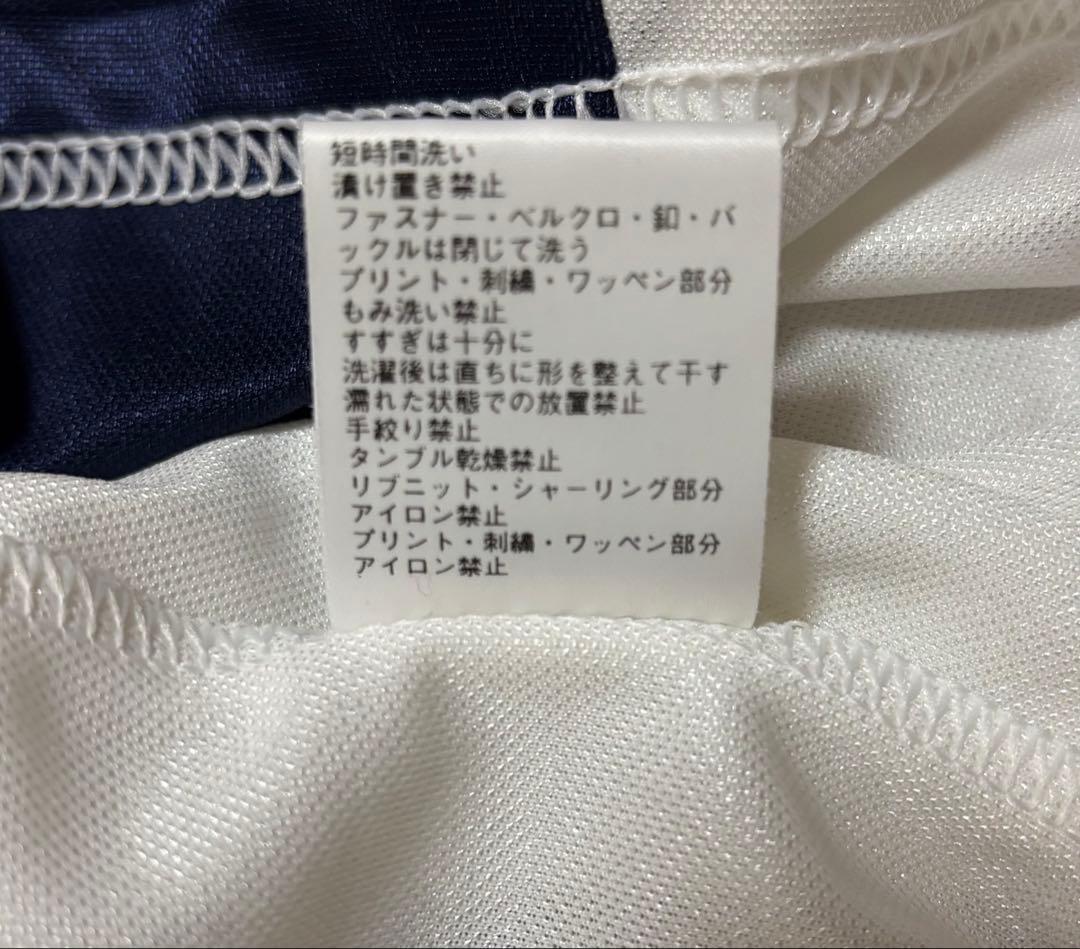 短時間洗い
漬け置き禁止
ファスナー・ベルクロ・釦・バ
ックルは閉じて洗う
プリント・刺繍・ワッペン部分
もみ洗い禁止
すすぎは十分に
洗濯後は直ちに形を整えて干す
濡れた状態での放置禁止
手絞り禁止
タンブル乾燥禁止
リブニット・シャーリング部分
アイロン禁止
プリント・刺繍・ワッペン部分
アイロン禁止